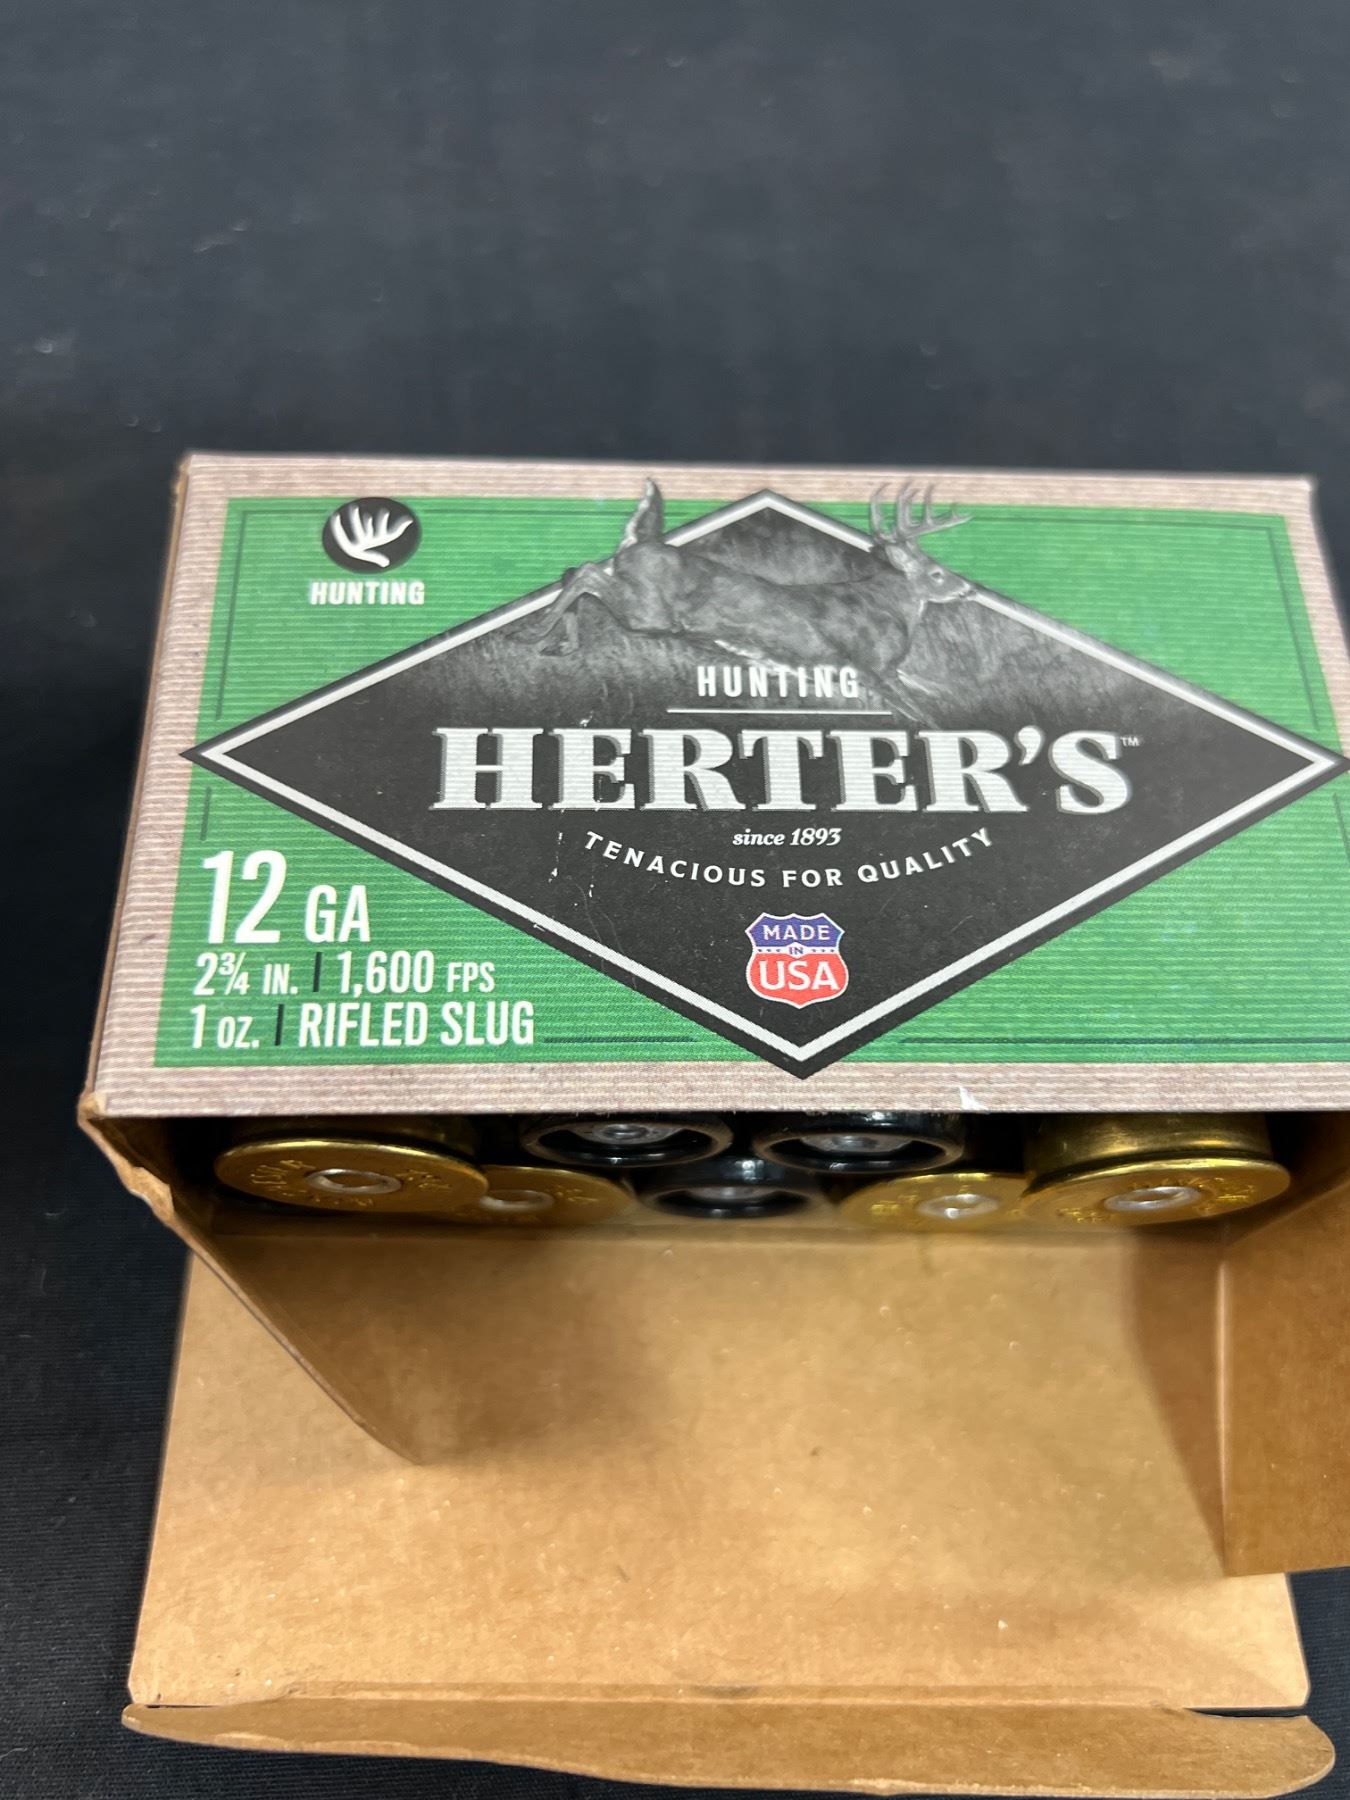 HUNTING
HUNTING
HERTER'S™
since 1893
TENACIOUS FOR QUALITY
MADE
IN
USA
12 GA
2¾ IN. | 1,600 FPS
1 OZ. | RIFLED SLUG